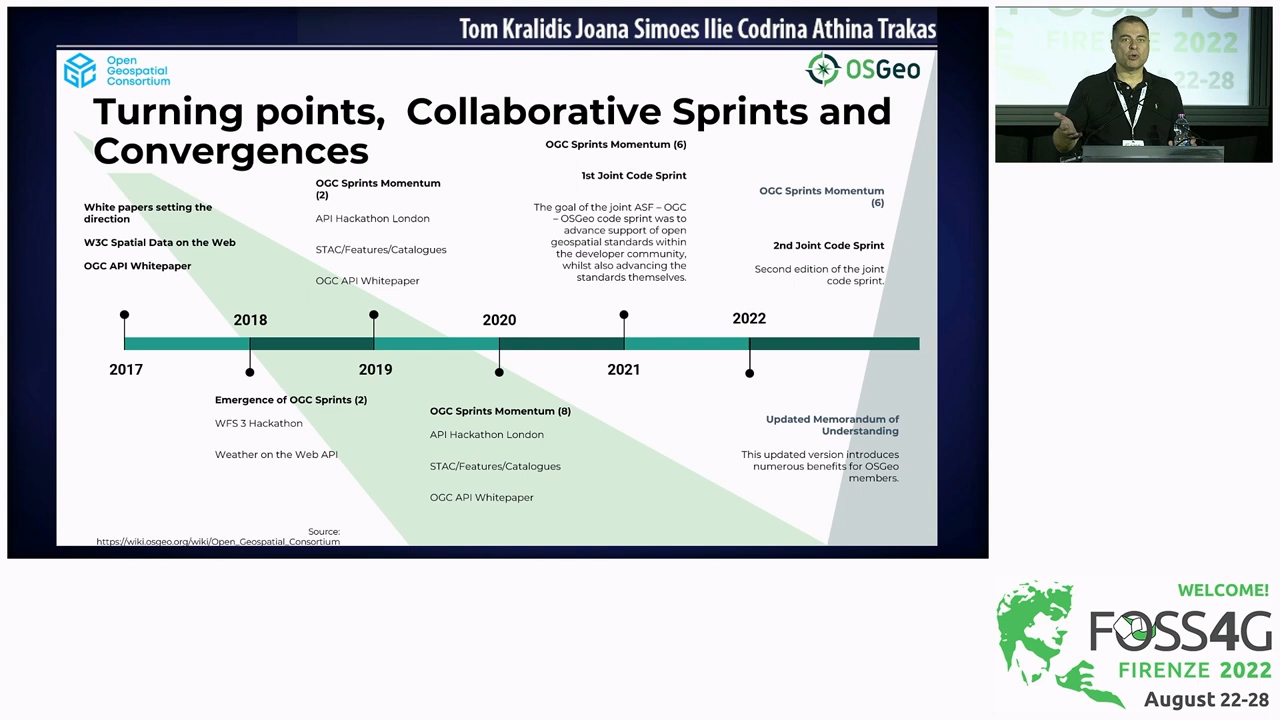 Tom Kralidis Joana Simoes Ilie Codrina Athina Trakas
Open
Geospatial
Consortium
OSGeo
Turning points, Collaborative Sprints and
Convergences
White papers setting the
direction
W3C Spatial Data on the Web
OGC API Whitepaper
OGC Sprints Momentum
(2)
API Hackathon London
STAC/Features/Catalogues
OGC API Whitepaper
OGC Sprints Momentum (6)
1st Joint Code Sprint
The goal of the joint ASF – OGC
– OSGeo code sprint was to
advance support of open
geospatial standards within
the developer community,
whilst also advancing the
standards themselves.
OGC Sprints Momentum
(6)
2nd Joint Code Sprint
Second edition of the joint
code sprint.
2018
2020
2022
2017
2019
2021
Emergence of OGC Sprints (2)
WFS 3 Hackathon
Weather on the Web API
OGC Sprints Momentum (8)
API Hackathon London
STAC/Features/Catalogues
OGC API Whitepaper
Updated Memorandum of
Understanding
This updated version introduces
numerous benefits for OSGeo
members.
Source:
https://wiki.osgeo.org/wiki/Open_Geospatial_Consortium
FIRENZE 2022
22-28
WELCOME!
FOSS4G
FIRENZE 2022
August 22-28